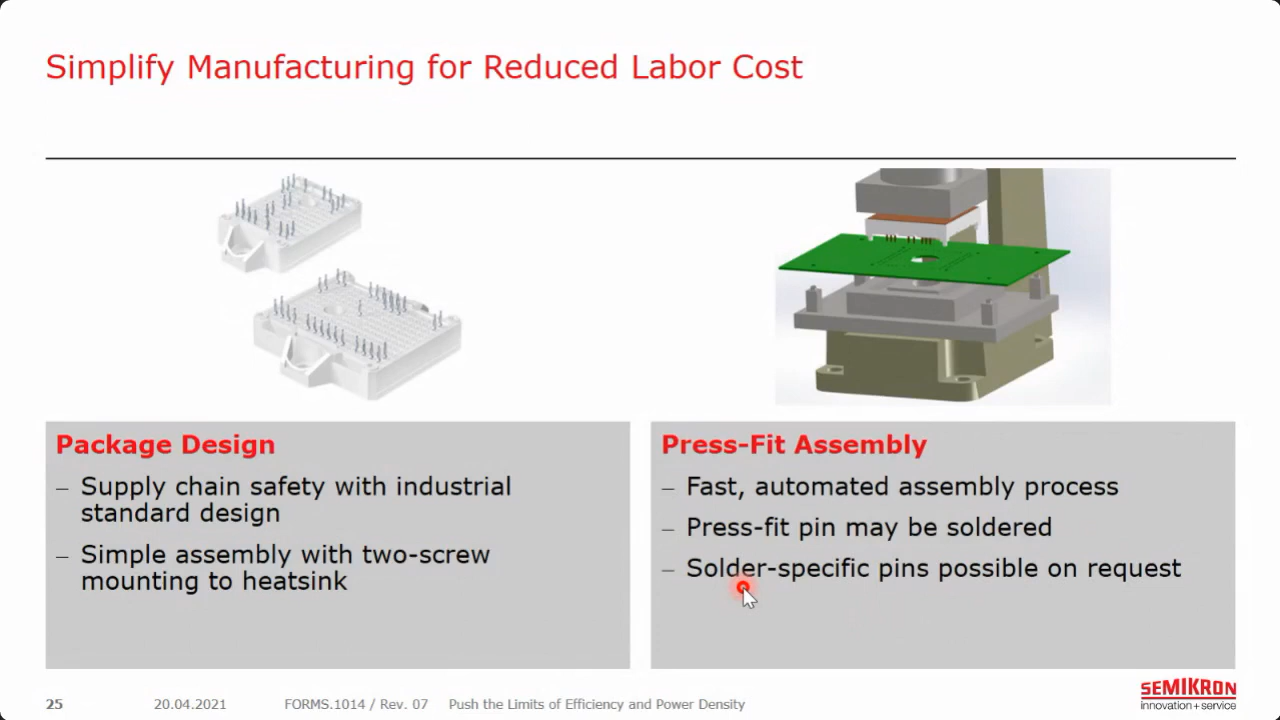 Simplify Manufacturing for Reduced Labor Cost
Package Design
– Supply chain safety with industrial
standard design
– Simple assembly with two-screw
mounting to heatsink
Press-Fit Assembly
– Fast, automated assembly process
– Press-fit pin may be soldered
– Solder-specific pins possible on request
25 20.04.2021 FORMS.1014 / Rev. 07 Push the Limits of Efficiency and Power Density
SEMIKRON
innovation+service